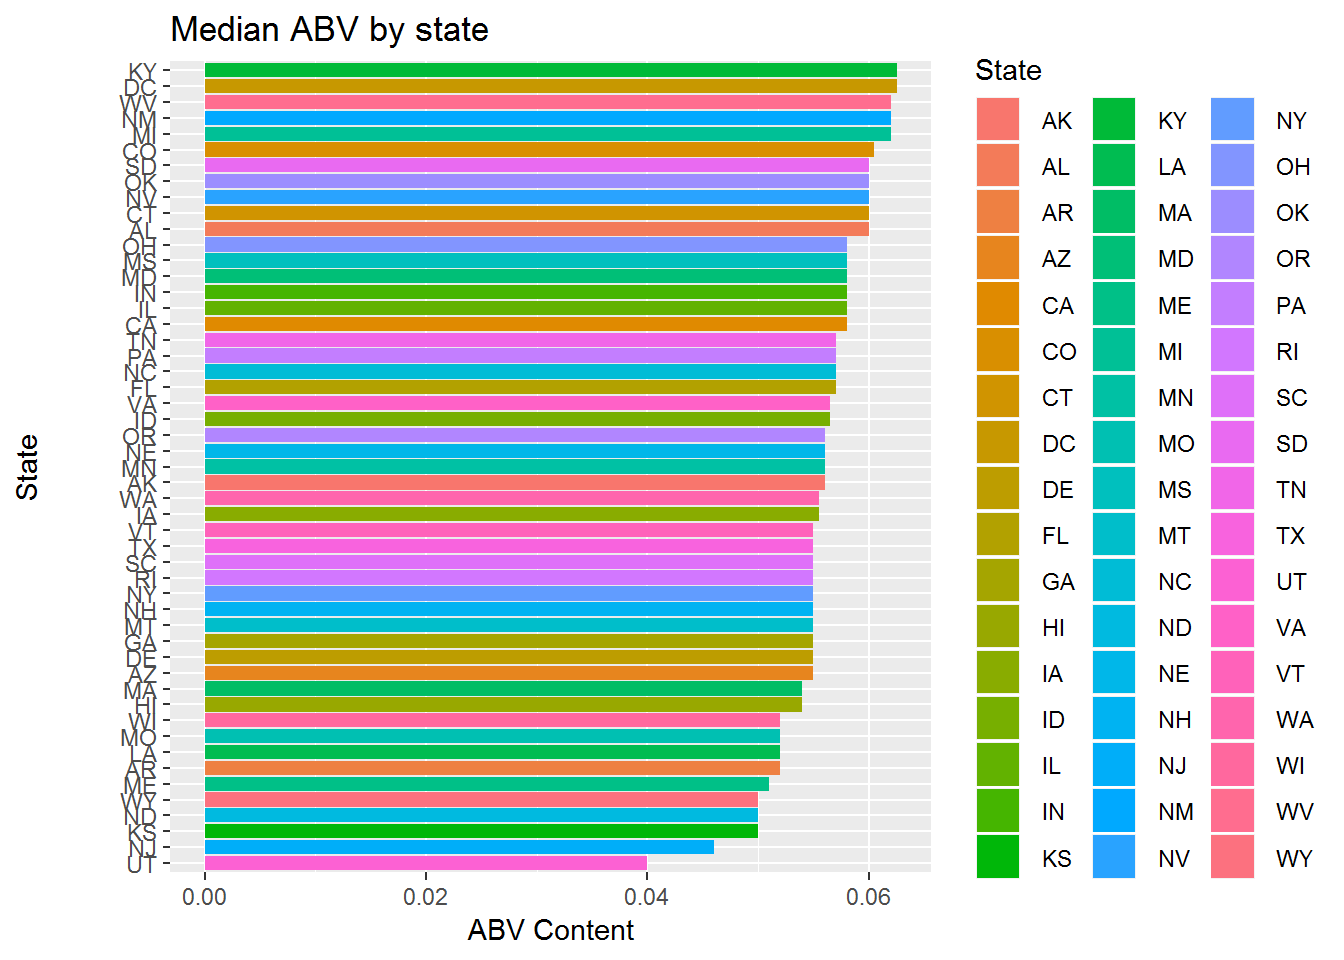 Median ABV by state
State
KY
DC
WV
NM
MI
CO
SD
OK
NV
CT
AL
OH
MS
MD
IN
IL
CA
TN
PA
NC
FL
VA
ID
OR
NE
MN
AK
WA
IA
VT
TX
SC
RI
NY
NH
MT
GA
DE
AZ
MA
HI
WI
MO
LA
AR
ME
WY
ND
KS
NJ
UT
0.00 0.02 0.04 0.06
ABV Content
State
AK KY NY
AL LA OH
AR MA OK
AZ MD OR
CA ME PA
CO MI RI
CT MN SC
DC MO SD
DE MS TN
FL MT TX
GA NC UT
HI ND VA
IA NE VT
ID NH WA
IL NJ WI
IN NM WV
KS NV WY